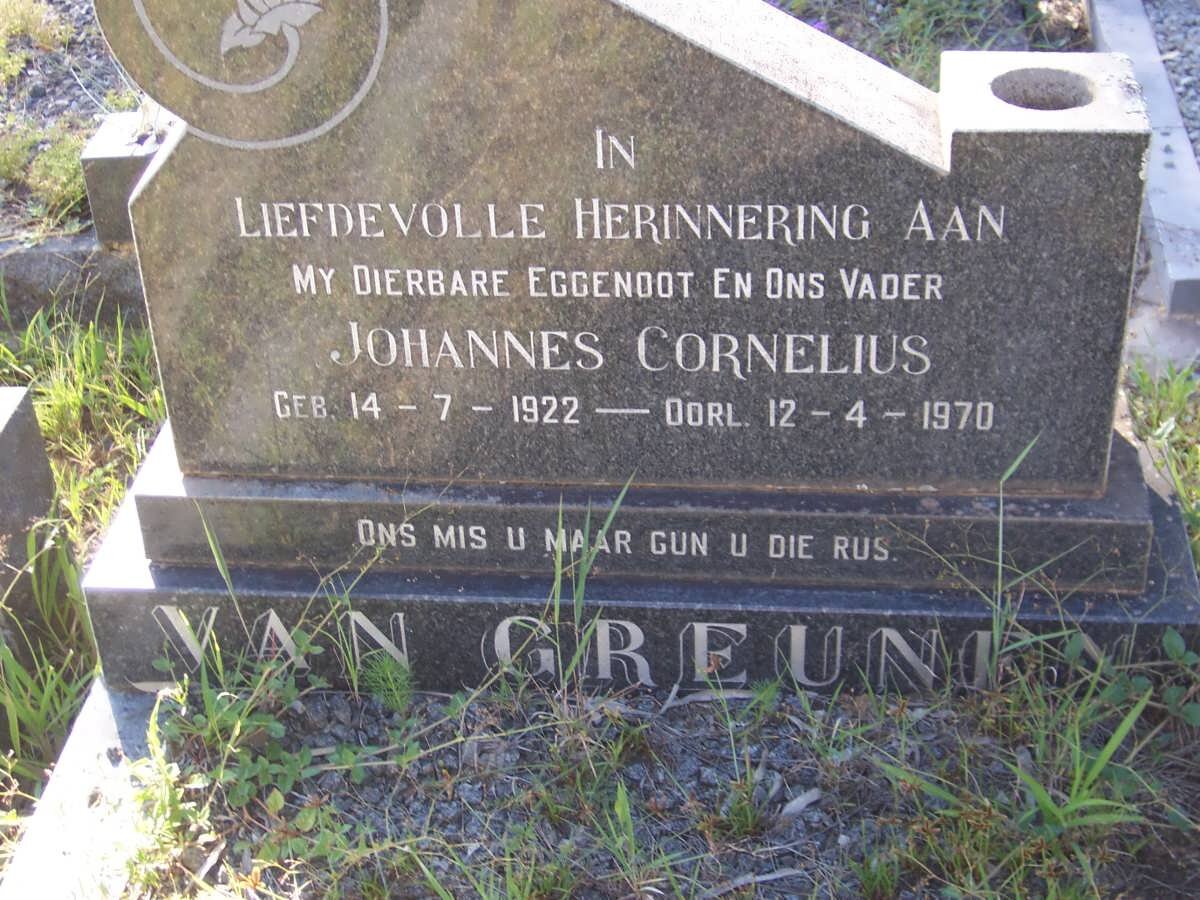 IN
LIEFDEVOLLE HERINNERING AAN
MY DIERBARE EGGENOOT EN ONS VADER
JOHANNES CORNELIUS
GEB. 14 – 7 – 1922 — OORL. 12 – 4 – 1970
ONS MIS U MAAR GUN U DIE RUS.
VAN GREUNEN